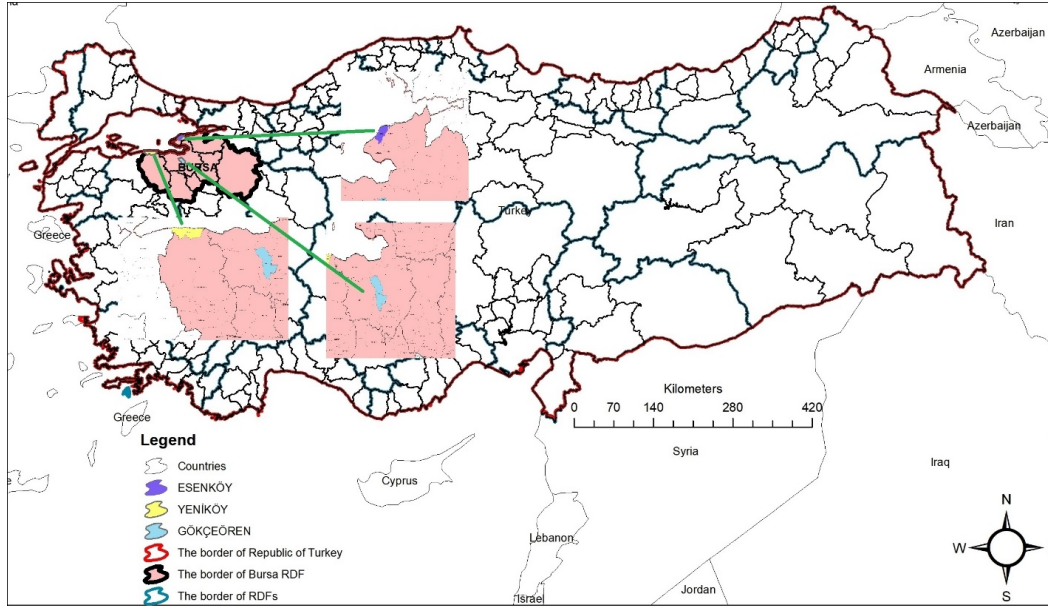 Azerbaijan
Armenia
Azerbaijan
BURSA
Turkey
Iran
Greece
Greece
Kilometers
0 70 140 280 420
Syria
Iraq
Cyprus
Lebanon
Israel
Jordan
Legend
Countries
ESENKÖY
YENİKÖY
GÖKÇEÖREN
The border of Republic of Turkey
The border of Bursa RDF
The border of RDFs
N
W
S